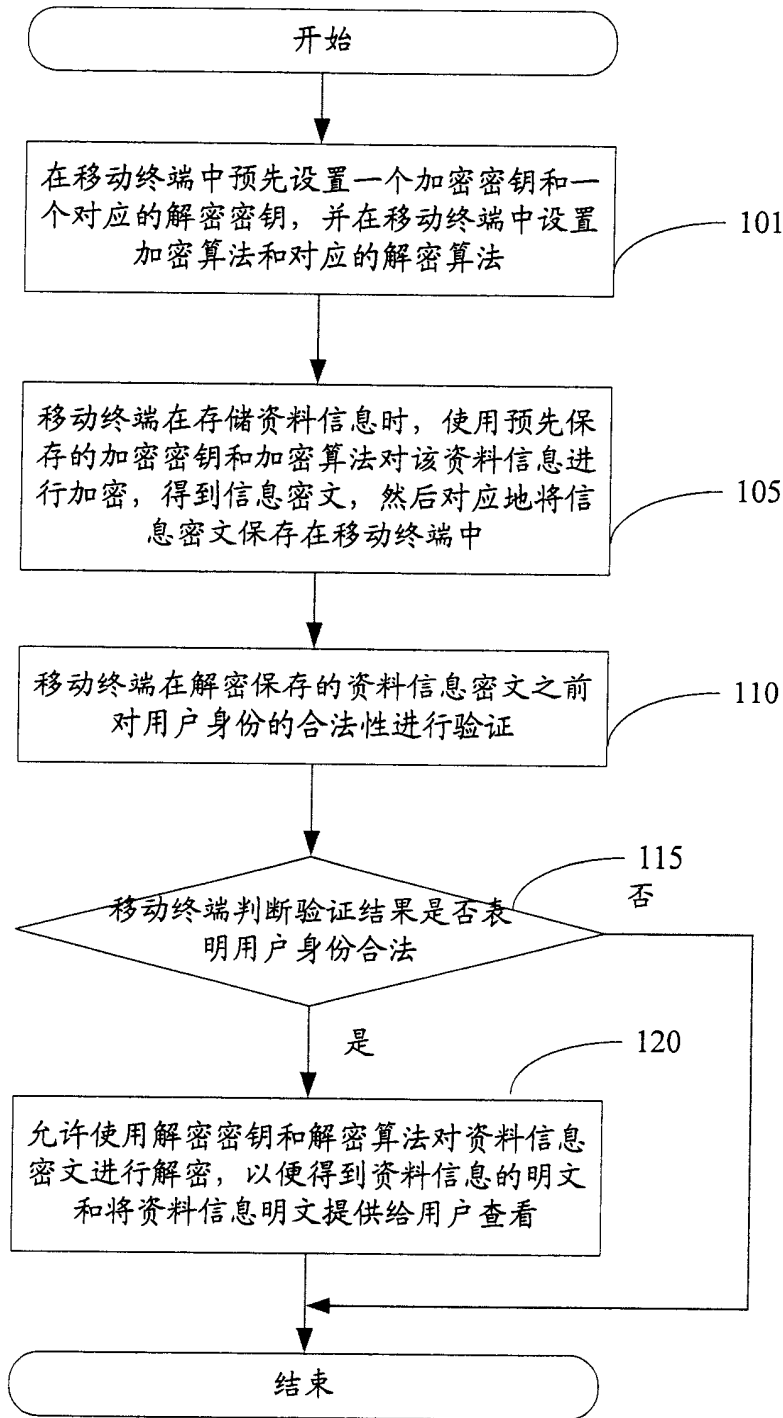 开始
在移动终端中预先设置一个加密密钥和一
个对应的解密密钥，并在移动终端中设置
加密算法和对应的解密算法
101
移动终端在存储资料信息时，使用预先保
存的加密密钥和加密算法对该资料信息进
行加密，得到信息密文，然后对应地将信
息密文保存在移动终端中
105
移动终端在解密保存的资料信息密文之前
对用户身份的合法性进行验证
110
115
移动终端判断验证结果是否表
明用户身份合法
否
是
120
允许使用解密密钥和解密算法对资料信息
密文进行解密，以便得到资料信息的明文
和将资料信息明文提供给用户查看
结束